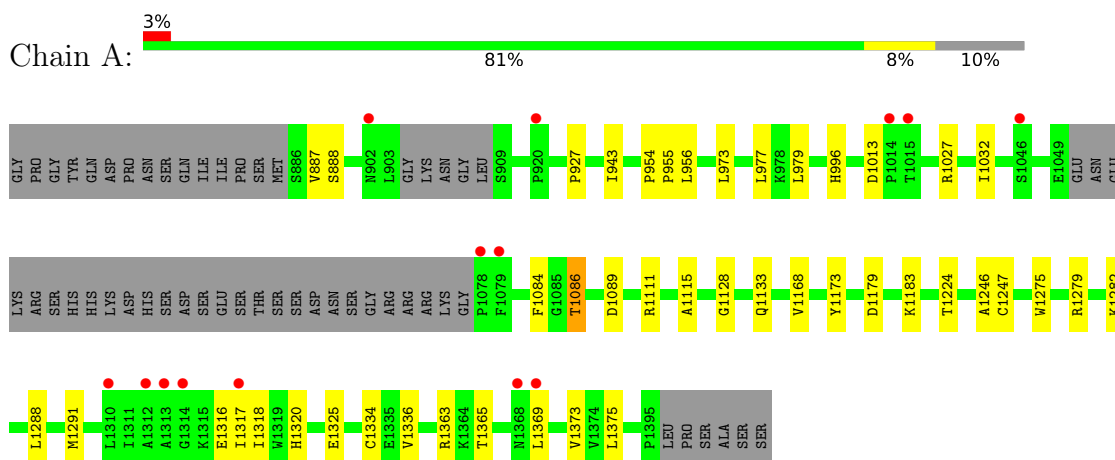 3%
Chain A:
81% 8% 10%
GLY PRO GLY TYR GLN ASP PRO ASN SER GLN ILE ILE PRO SER MET S886 V887 S888 N902 L903 GLY LYS ASN GLY LEU S909 P920 P927 I943 P954 P955 L956 L973 L977 K978 L979 H996 D1013 P1014 T1015 R1027 I1032 S1046 E1049 GLU ASN GLU
LYS ARG SER HIS HIS LYS ASP HIS SER ASP SER GLU SER THR SER SER ASP ASN SER GLY ARG ARG ARG LYS GLY P1078 F1079 F1084 G1085 T1086 D1089 R1111 A1115 G1128 Q1133 V1168 Y1173 D1179 K1183 T1224 A1246 C1247 W1275 R1279 K1282
L1288 M1291 L1310 I1311 A1312 A1313 G1314 K1315 E1316 I1317 I1318 W1319 H1320 E1325 C1334 E1335 V1336 R1363 K1364 T1365 N1368 L1369 V1373 V1374 L1375 P1395 LEU PRO SER ALA SER SER